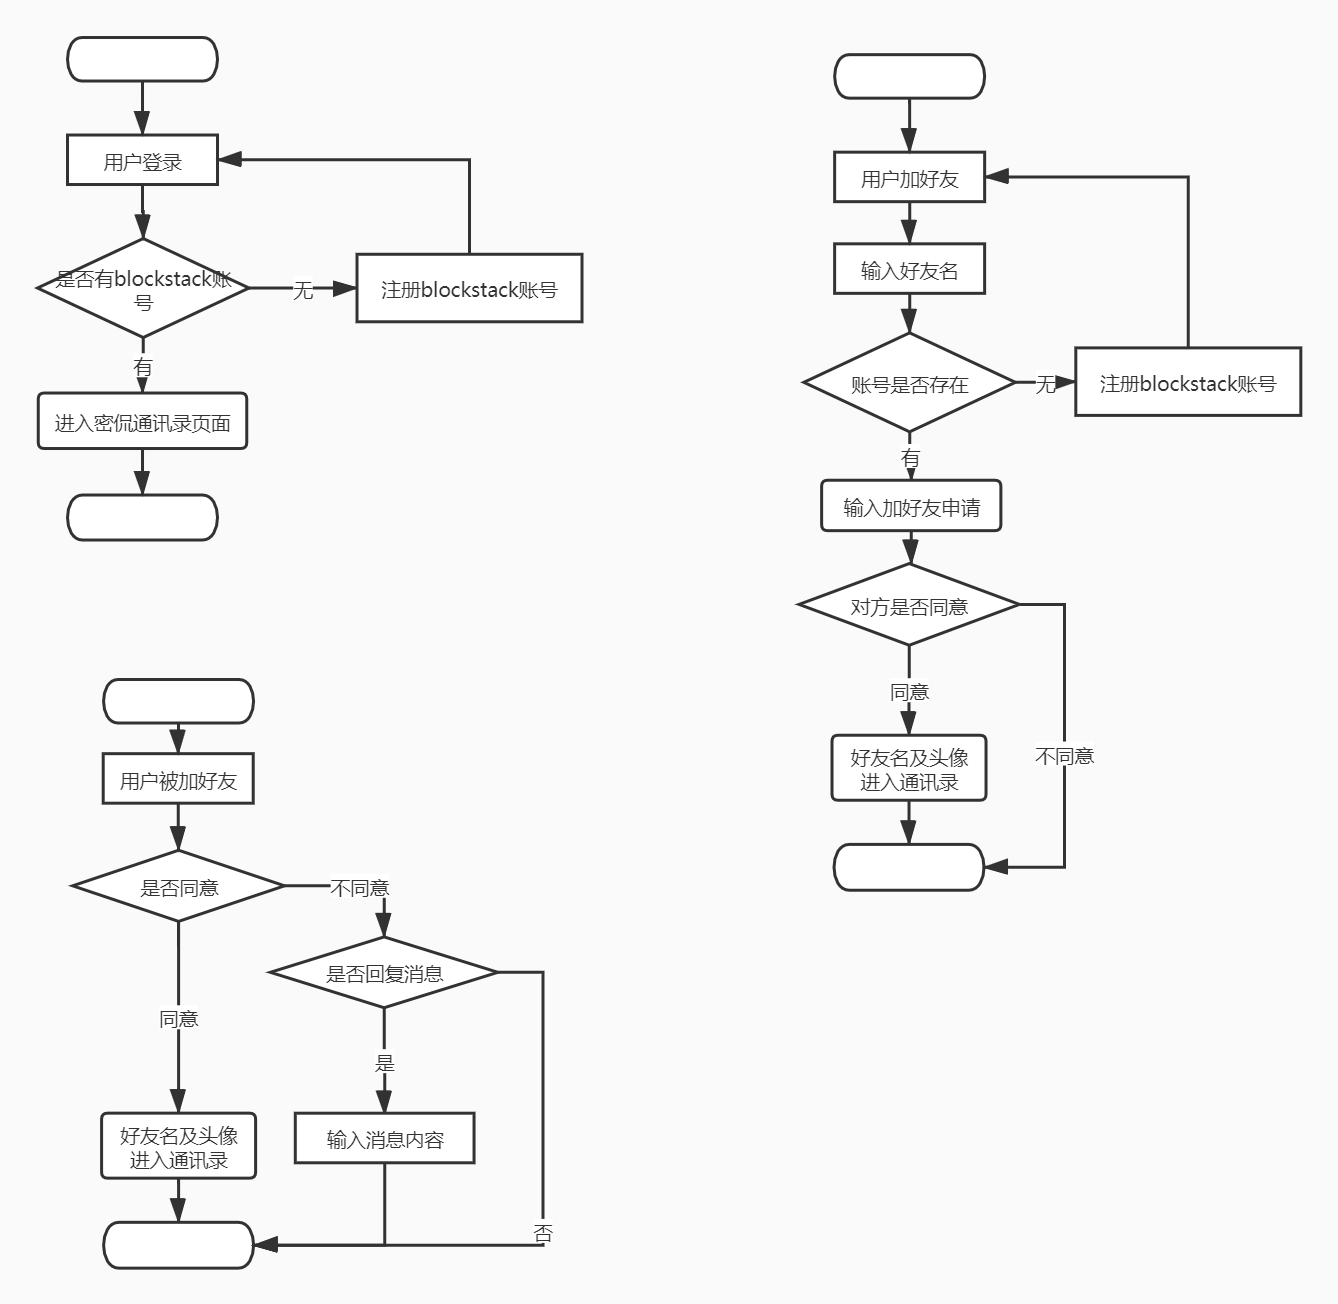 用户登录
是否有blockstack账
号
无
注册blockstack账号
有
进入密侃通讯录页面
用户加好友
输入好友名
账号是否存在
无
注册blockstack账号
有
输入加好友申请
对方是否同意
同意
不同意
好友名及头像
进入通讯录
用户被加好友
是否同意
不同意
是否回复消息
同意
是
好友名及头像
进入通讯录
输入消息内容
否